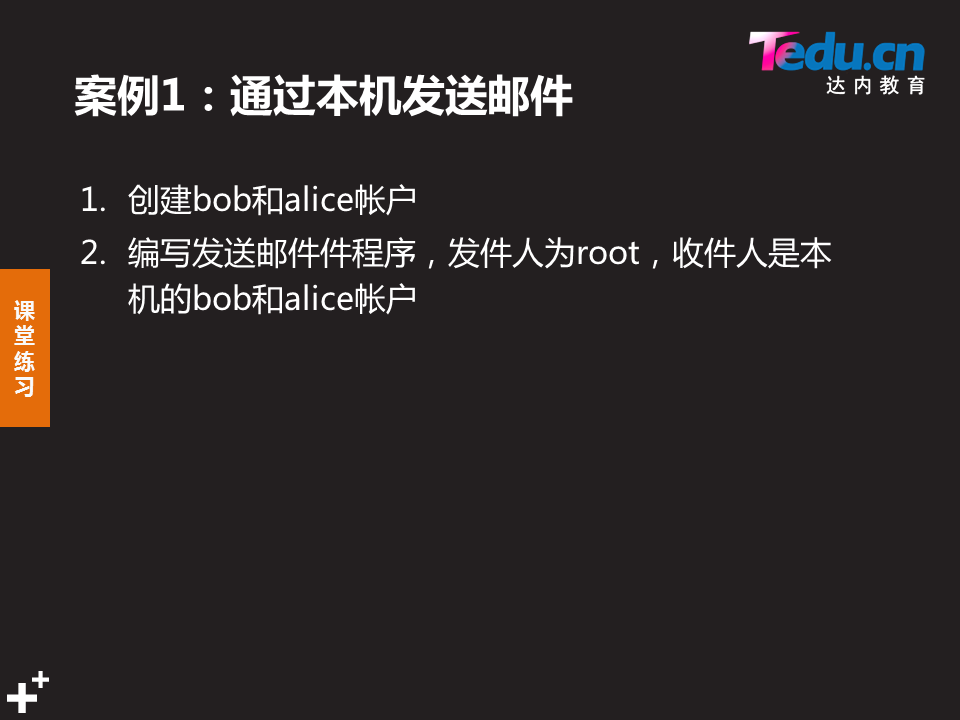 Tedu.cn
达内教育
案例1：通过本机发送邮件
1. 创建bob和alice帐户
2. 编写发送邮件件程序，发件人为root，收件人是本
机的bob和alice帐户
课
堂
练
习